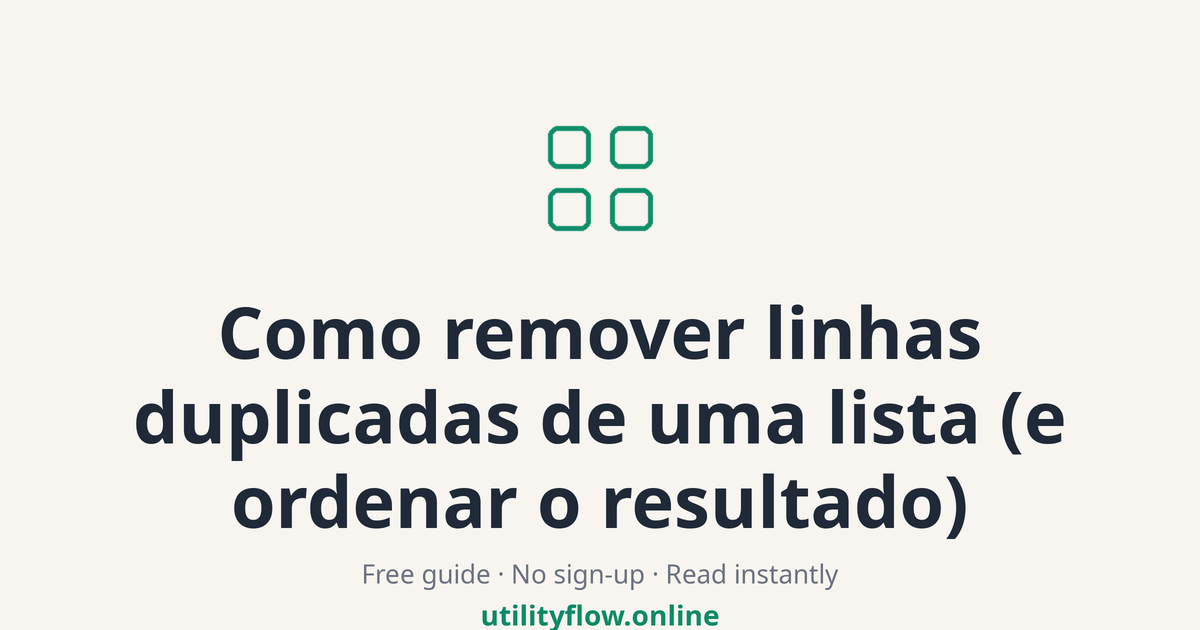 Como remover linhas
duplicadas de uma lista (e
ordenar o resultado)
Free guide · No sign-up · Read instantly
utilityflow.online